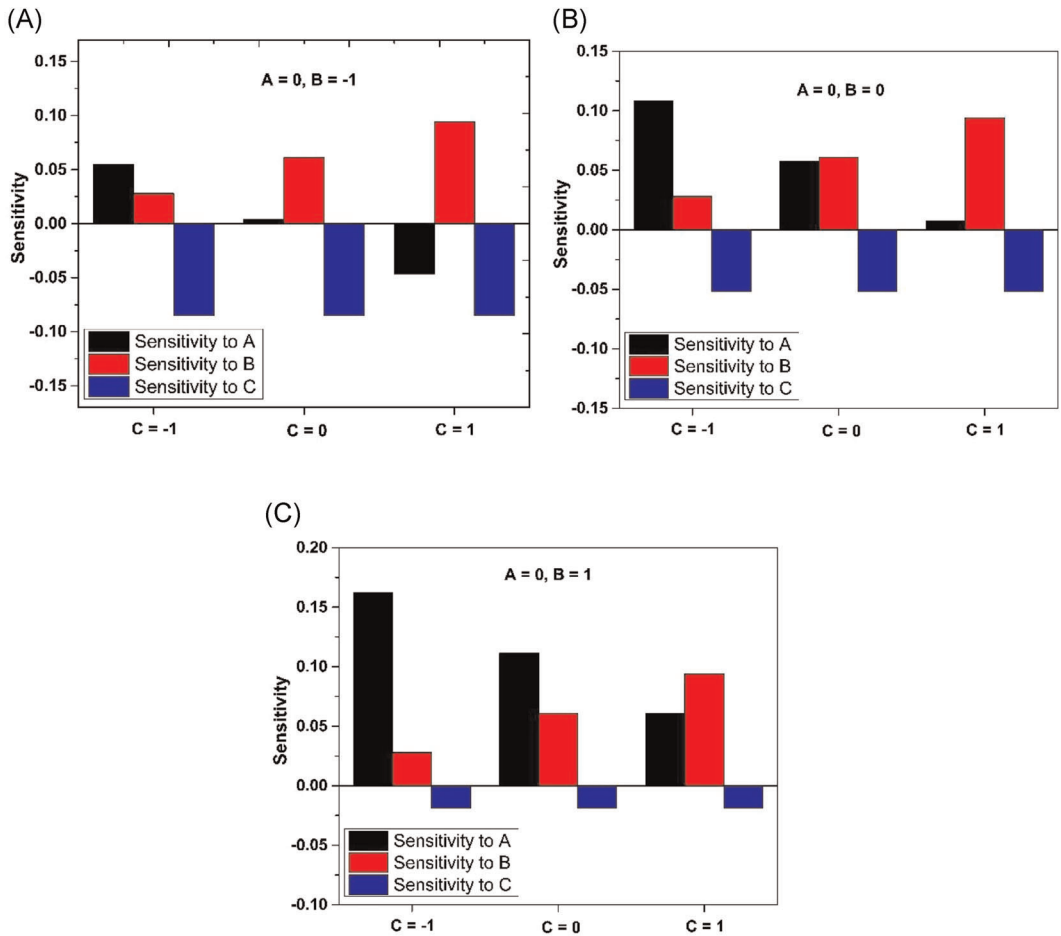 (A)
A = 0, B = -1
0.15
0.10
0.05
0.00
-0.05
-0.10
-0.15
Sensitivity
Sensitivity to A
Sensitivity to B
Sensitivity to C
C = -1 C = 0 C = 1
(B)
A = 0, B = 0
0.15
0.10
0.05
0.00
-0.05
-0.10
-0.15
Sensitivity
Sensitivity to A
Sensitivity to B
Sensitivity to C
C = -1 C = 0 C = 1
(C)
A = 0, B = 1
0.20
0.15
0.10
0.05
0.00
-0.05
-0.10
Sensitivity
Sensitivity to A
Sensitivity to B
Sensitivity to C
C = -1 C = 0 C = 1